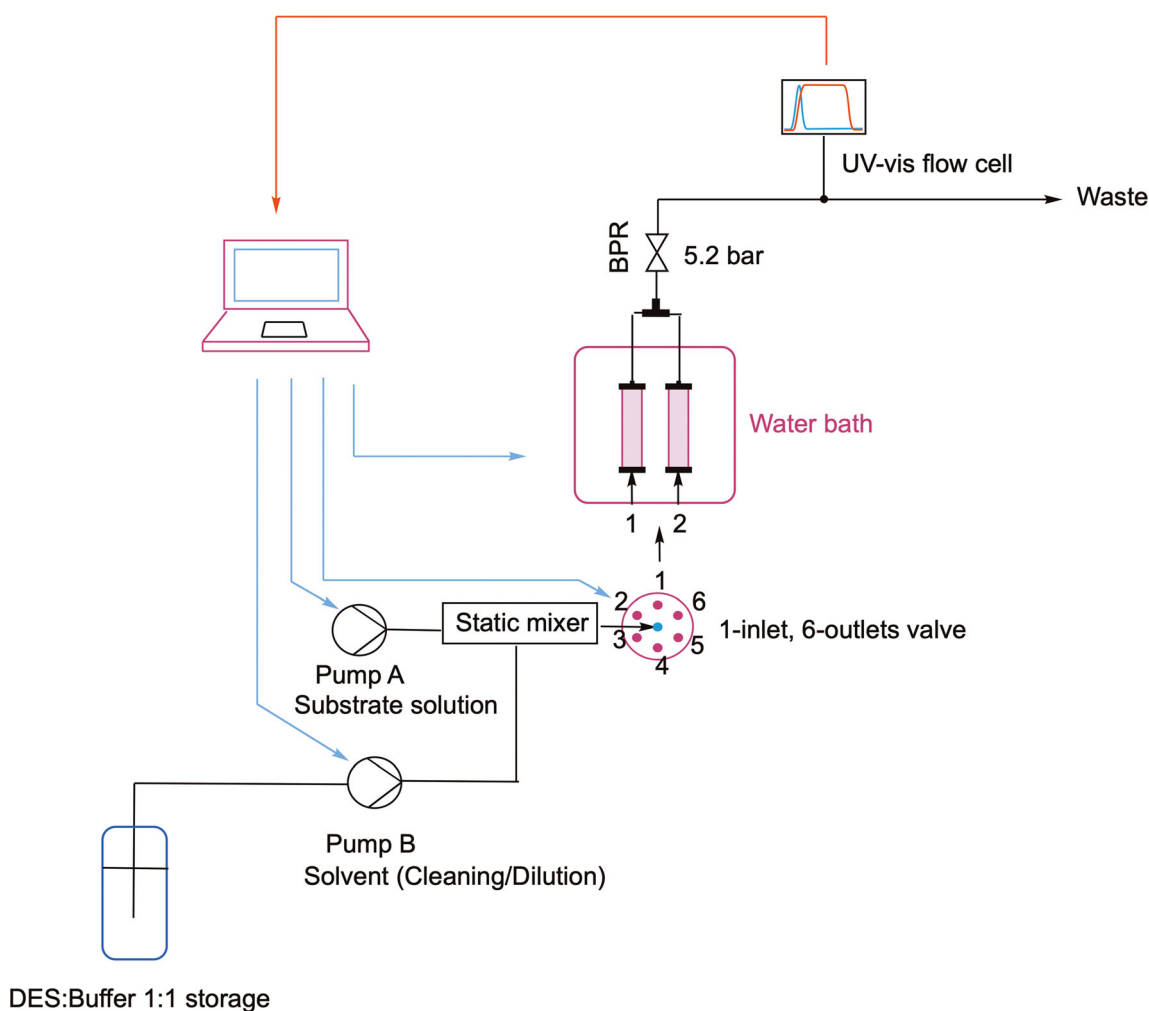 UV-vis flow cell
Waste
BPR
5.2 bar
Water bath
1 2
1
2 6
3 5
4
Static mixer
1-inlet, 6-outlets valve
Pump A
Substrate solution
Pump B
Solvent (Cleaning/Dilution)
DES:Buffer 1:1 storage